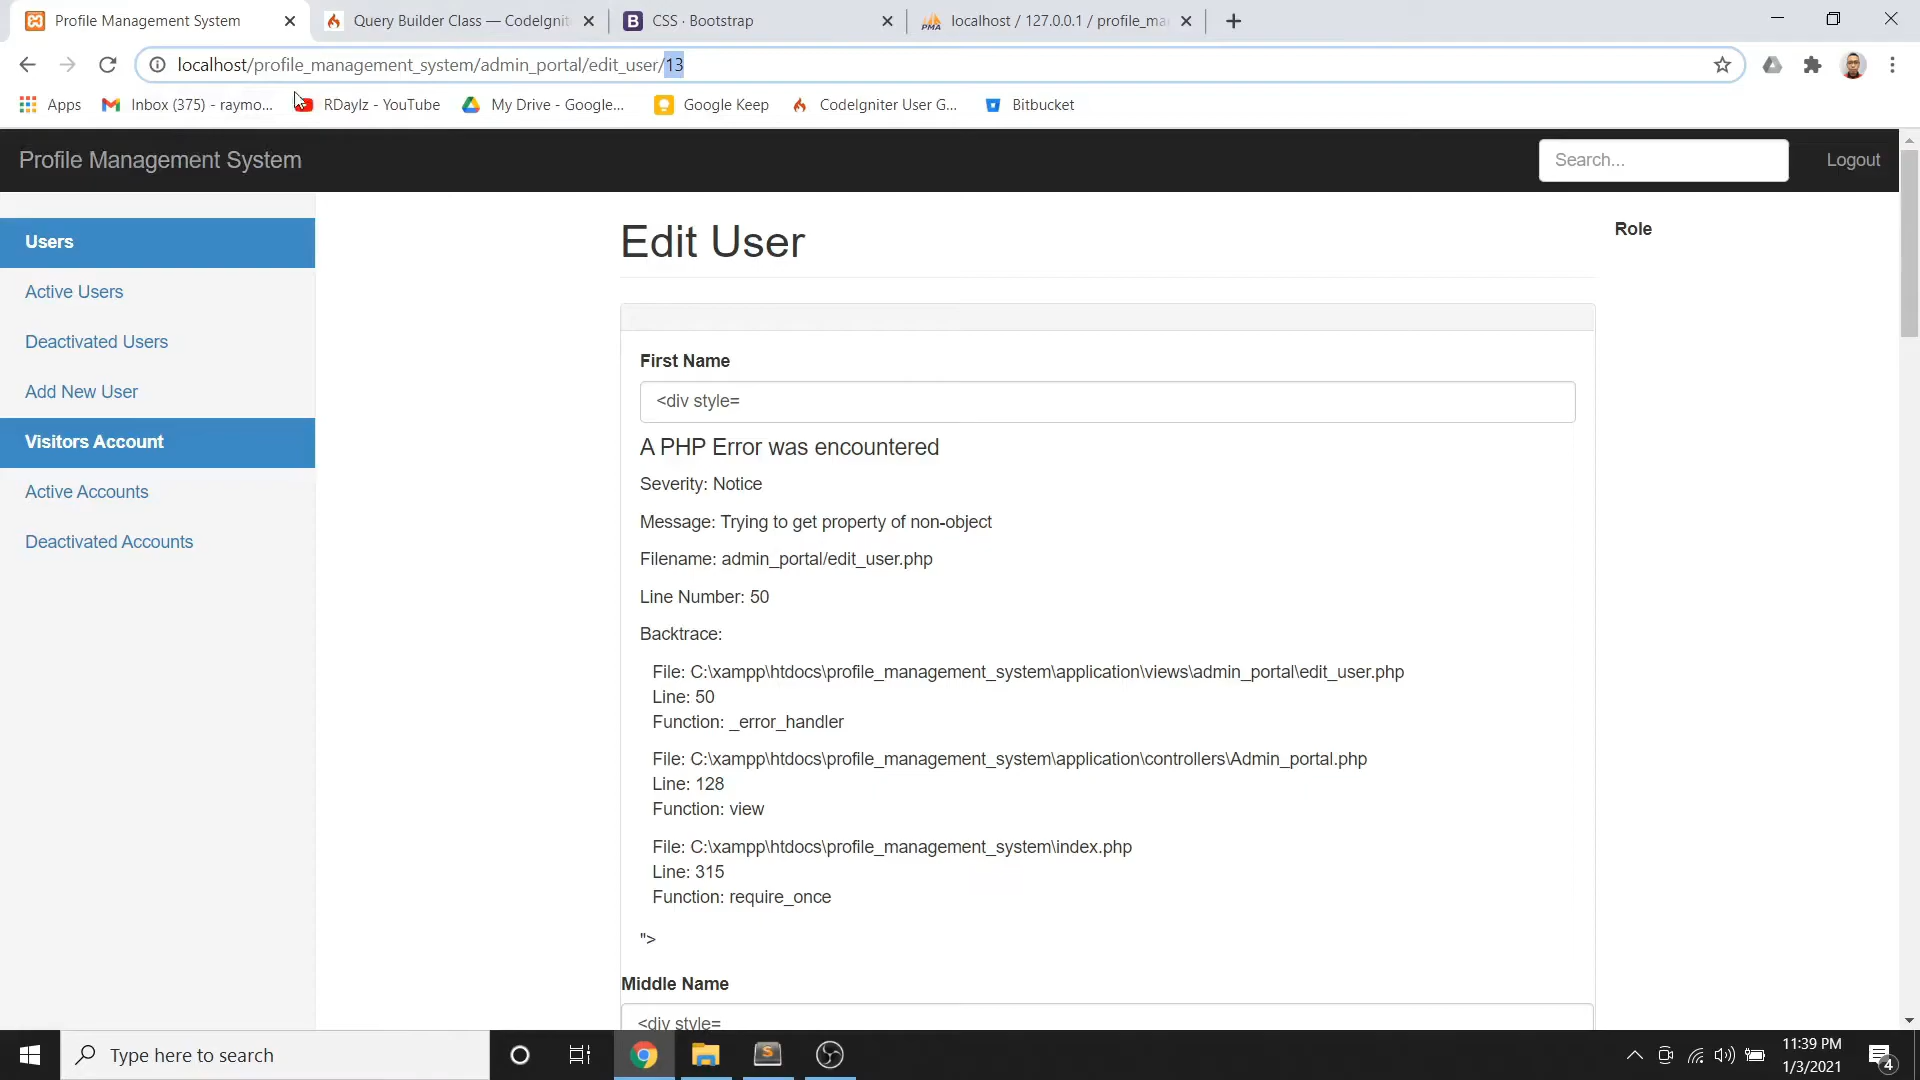 Profile Management System
Query Builder Class — CodeIgnit
B CSS · Bootstrap
PMA localhost / 127.0.0.1 / profile_ma
localhost/profile_management_system/admin_portal/edit_user/13
Apps
Inbox (375) - raymo...
RDaylz - YouTube
My Drive - Google...
Google Keep
CodeIgniter User G...
Bitbucket
Profile Management System
Search...
Logout
Users
Active Users
Deactivated Users
Add New User
Visitors Account
Active Accounts
Deactivated Accounts
Edit User
Role
First Name
<div style=
A PHP Error was encountered
Severity: Notice
Message: Trying to get property of non-object
Filename: admin_portal/edit_user.php
Line Number: 50
Backtrace:
File: C:\xampp\htdocs\profile_management_system\application\views\admin_portal\edit_user.php
Line: 50
Function: _error_handler
File: C:\xampp\htdocs\profile_management_system\application\controllers\Admin_portal.php
Line: 128
Function: view
File: C:\xampp\htdocs\profile_management_system\index.php
Line: 315
Function: require_once
">
Middle Name
<div style=
Type here to search
11:39 PM
1/3/2021
4